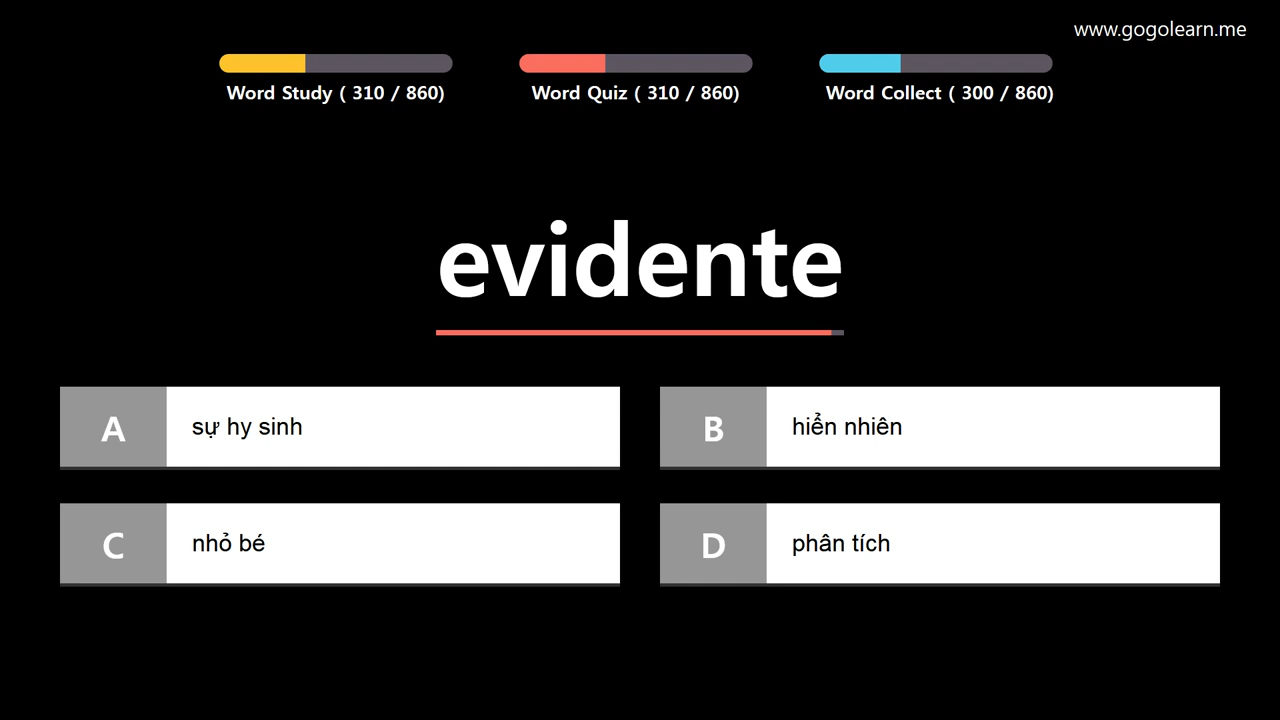 www.gogolearn.me
Word Study ( 310 / 860)
Word Quiz ( 310 / 860)
Word Collect ( 300 / 860)
evidente
A sự hy sinh
B hiển nhiên
C nhỏ bé
D phân tích